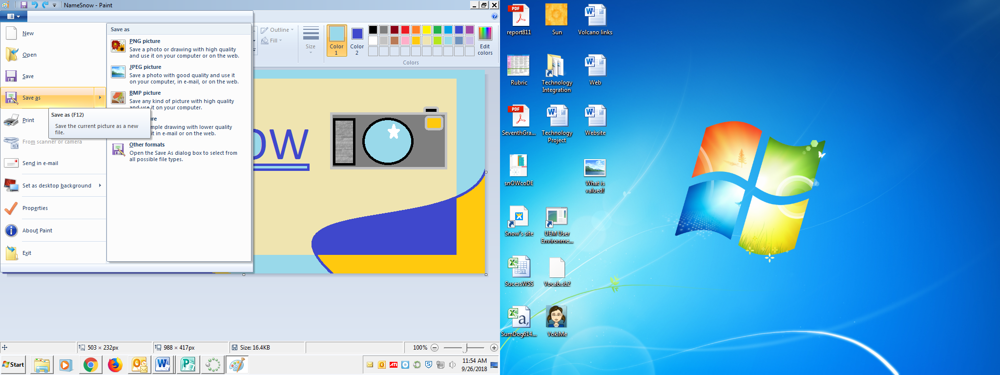 NameSnow - Paint
New
Open
Save
Save as
Print
From scanner or camera
Send in e-mail
Set as desktop background
Properties
About Paint
Exit
Save as
PNG picture
Save a photo or drawing with high quality
and use it on your computer or on the web.
JPEG picture
Save a photo with good quality and use it
on your computer, in e-mail, or on the web.
BMP picture
Save any kind of picture with high quality
and use it on your computer.
ure
mple drawing with lower quality
it in e-mail or on the web.
Other formats
Open the Save As dialog box to select from
all possible file types.
Save as (F12)
Save the current picture as a new
file.
Outline
Fill
Size
Color
1
Color
2
Edit
colors
Colors
OW
503 × 232px
988 × 417px
Size: 16.4KB
100%
Start
11:54 AM
9/26/2018
report811
Sun
Volcano links
Rubric
Technology
Integration
Web
SeventhGra...
Technology
Project
Website
snOWcoDE
What is
valued!
Snow's site
UEM User
Environme...
SucessWSS
Vocab.sb2
SumDog614...
VokiMe
PDF
PDF
ATI